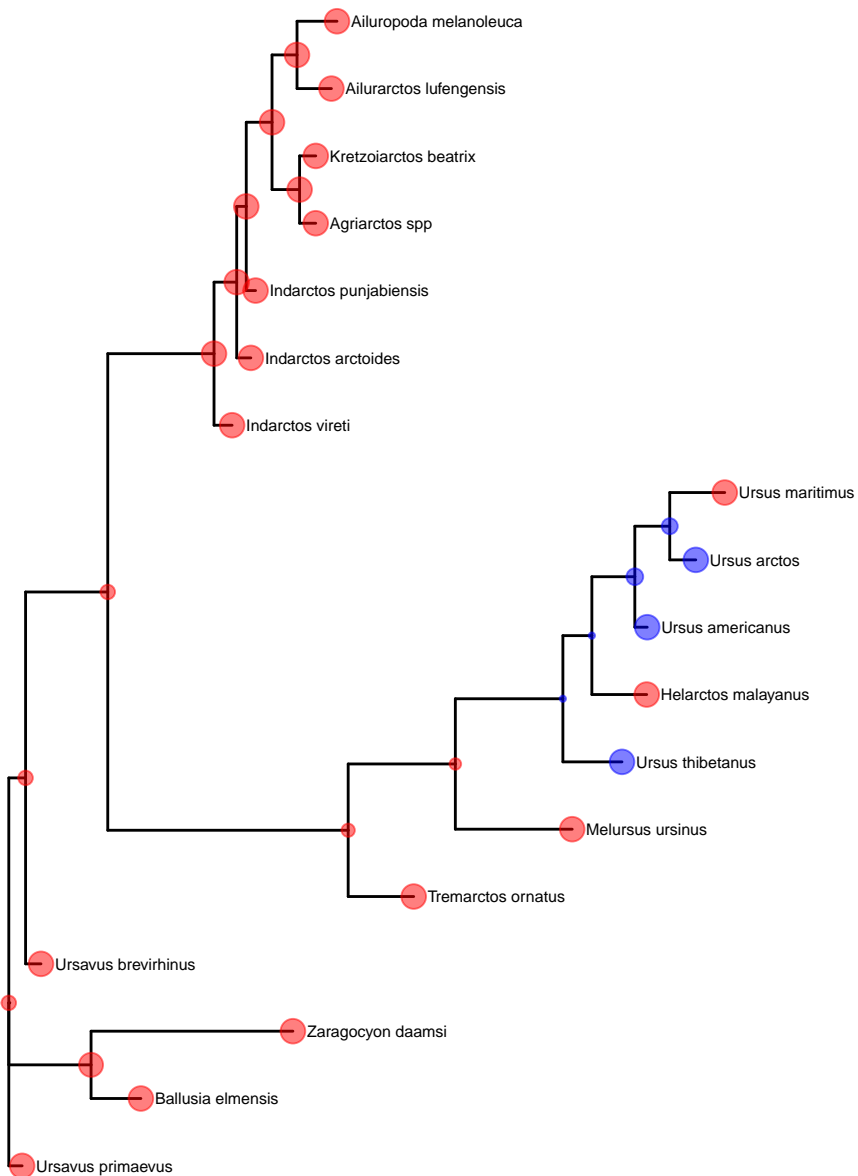 Ailuropoda melanoleuca
Ailurarctos lufengensis
Kretzoiarctos beatrix
Agriarctos spp
Indarctos punjabiensis
Indarctos arctoides
Indarctos vireti
Ursus maritimus
Ursus arctos
Ursus americanus
Helarctos malayanus
Ursus thibetanus
Melursus ursinus
Tremarctos ornatus
Ursavus brevirhinus
Zaragocyon daamsi
Ballusia elmensis
Ursavus primaevus